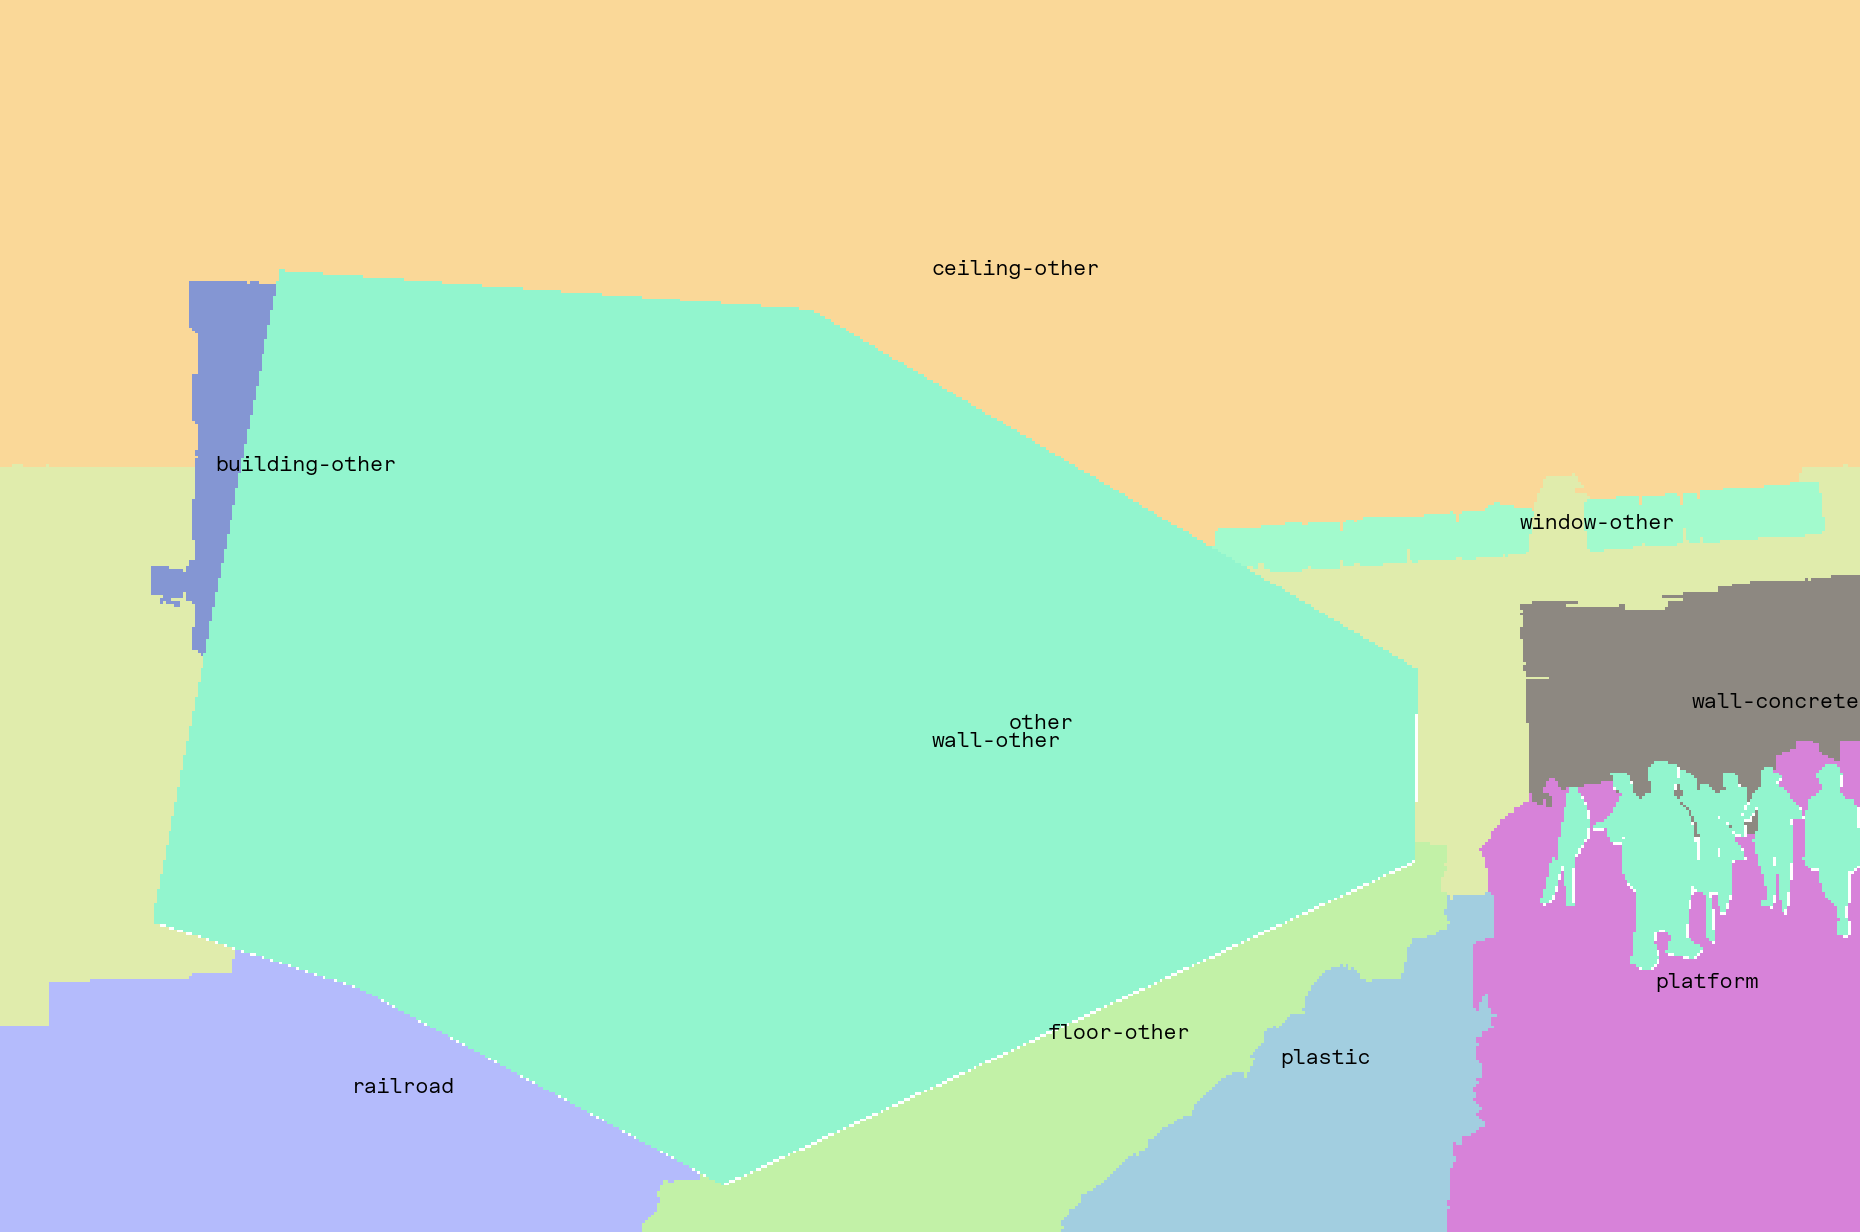 ceiling-other
building-other
window-other
wall-concrete
other
wall-other
platform
floor-other
plastic
railroad